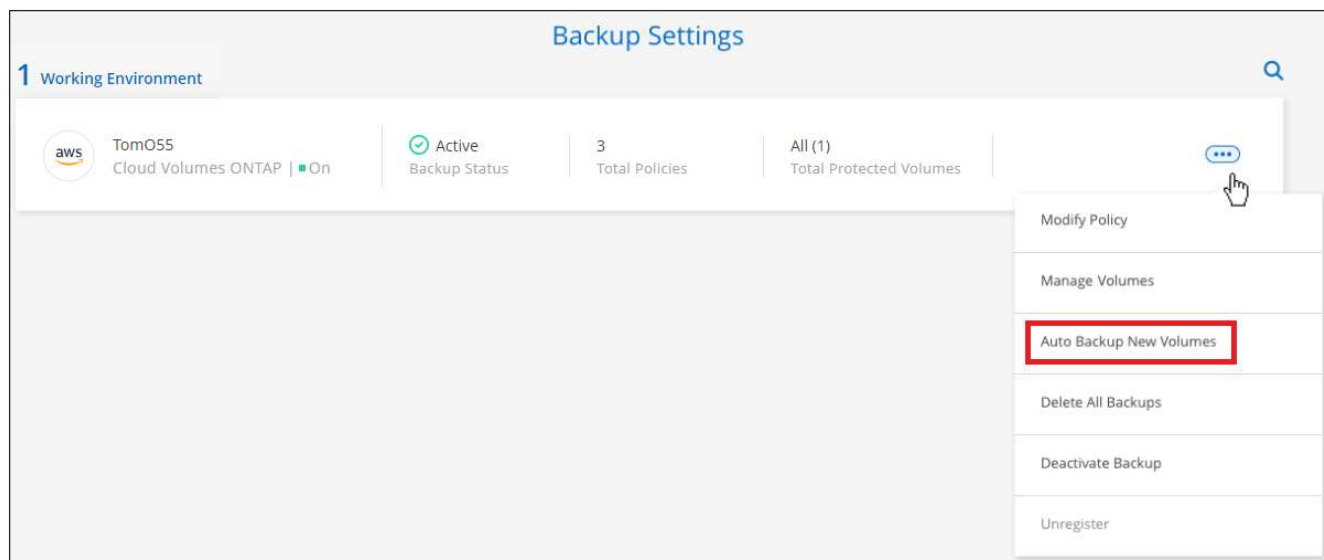 Backup Settings
1 Working Environment
aws
TomO55
Cloud Volumes ONTAP | On
Active
Backup Status
3
Total Policies
All (1)
Total Protected Volumes
Modify Policy
Manage Volumes
Auto Backup New Volumes
Delete All Backups
Deactivate Backup
Unregister